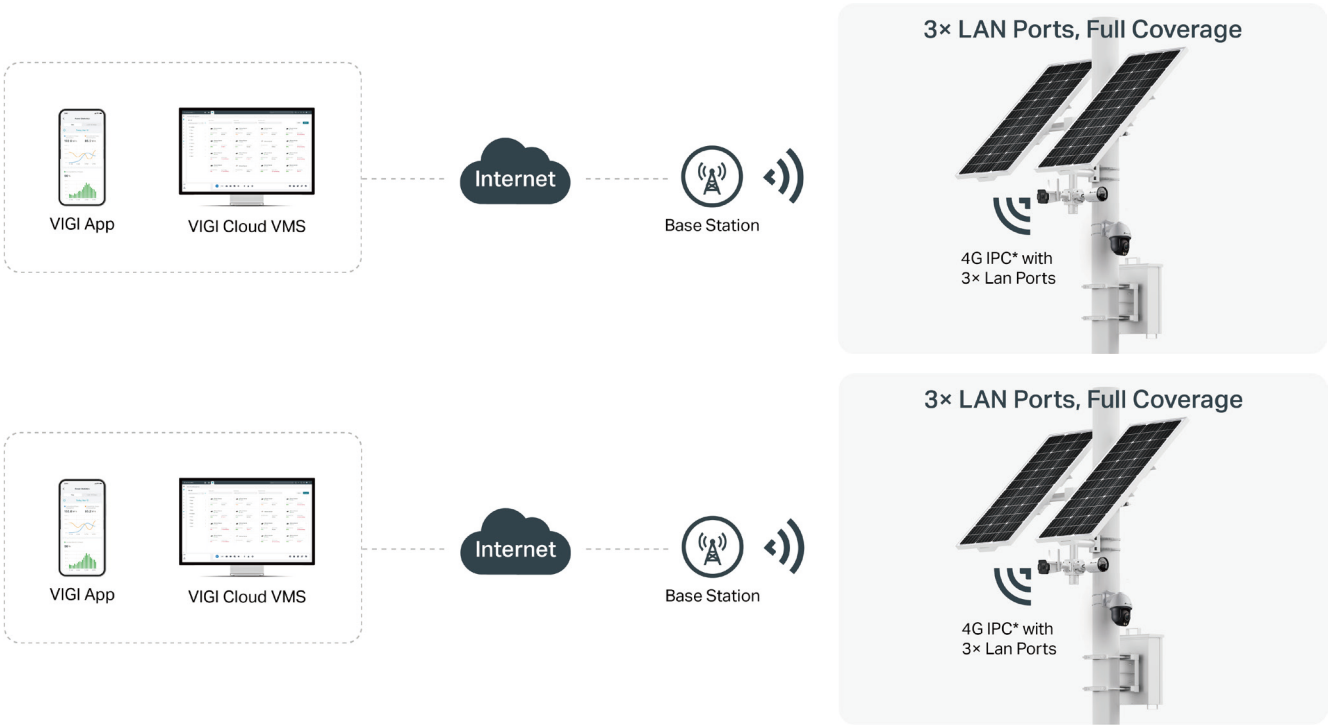 3× LAN Ports, Full Coverage
VIGI App
VIGI Cloud VMS
Internet
Base Station
4G IPC* with
3× Lan Ports
3× LAN Ports, Full Coverage
VIGI App
VIGI Cloud VMS
Internet
Base Station
4G IPC* with
3× Lan Ports